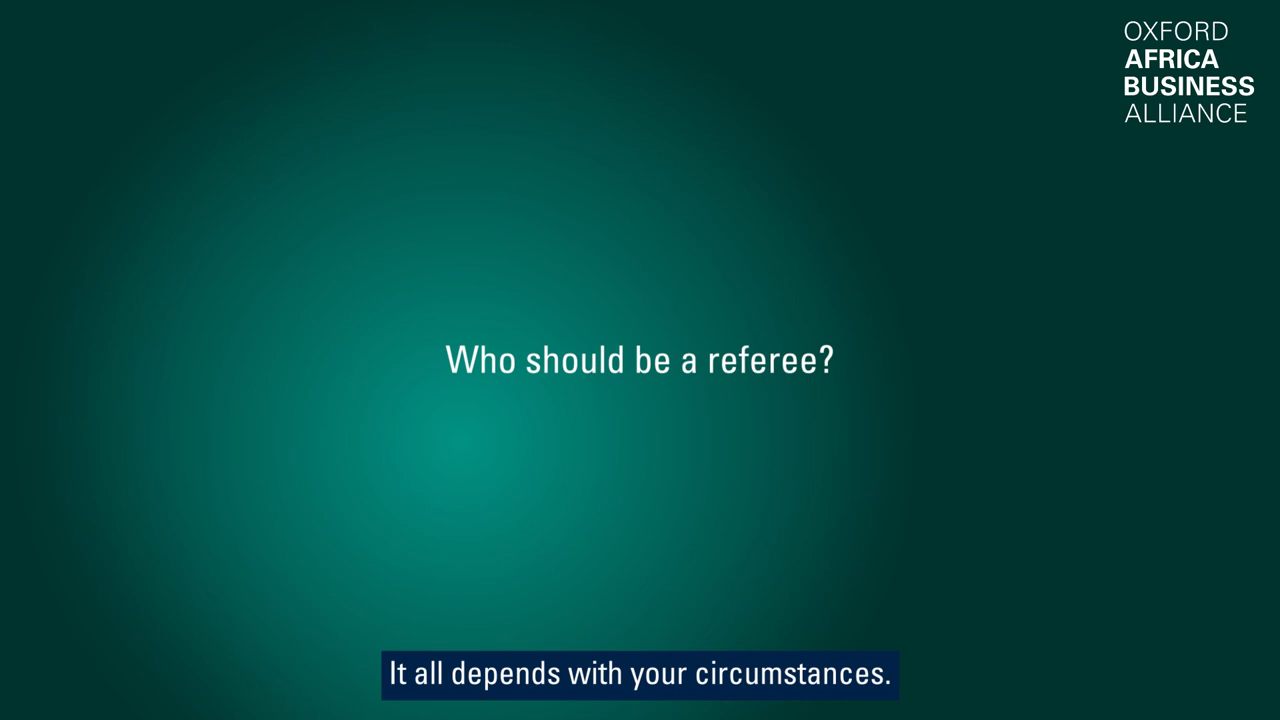 OXFORD
AFRICA
BUSINESS
ALLIANCE
Who should be a referee?
It all depends with your circumstances.